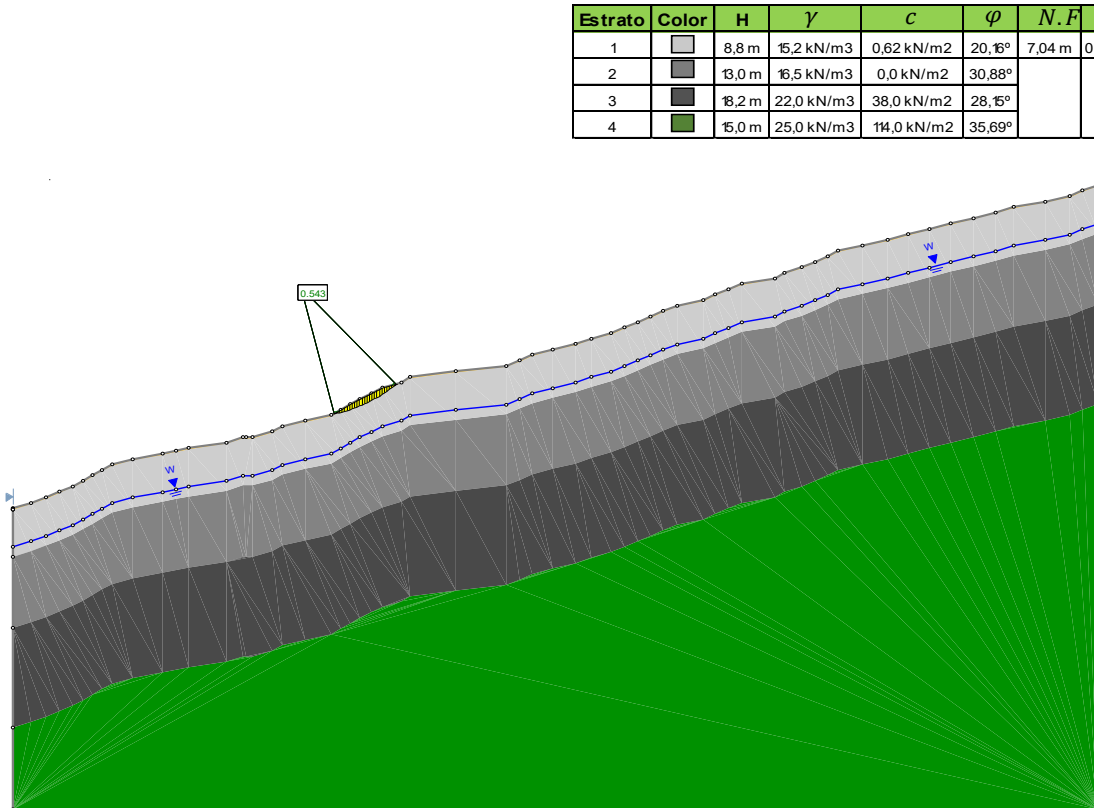 Estrato Color H γ c φ N.F
1 8,8 m 15,2 kN/m3 0,62 kN/m2 20,16º 7,04 m 0
2 13,0 m 16,5 kN/m3 0,0 kN/m2 30,88º
3 18,2 m 22,0 kN/m3 38,0 kN/m2 28,15º
4 15,0 m 25,0 kN/m3 114,0 kN/m2 35,69º
W
0.543
W